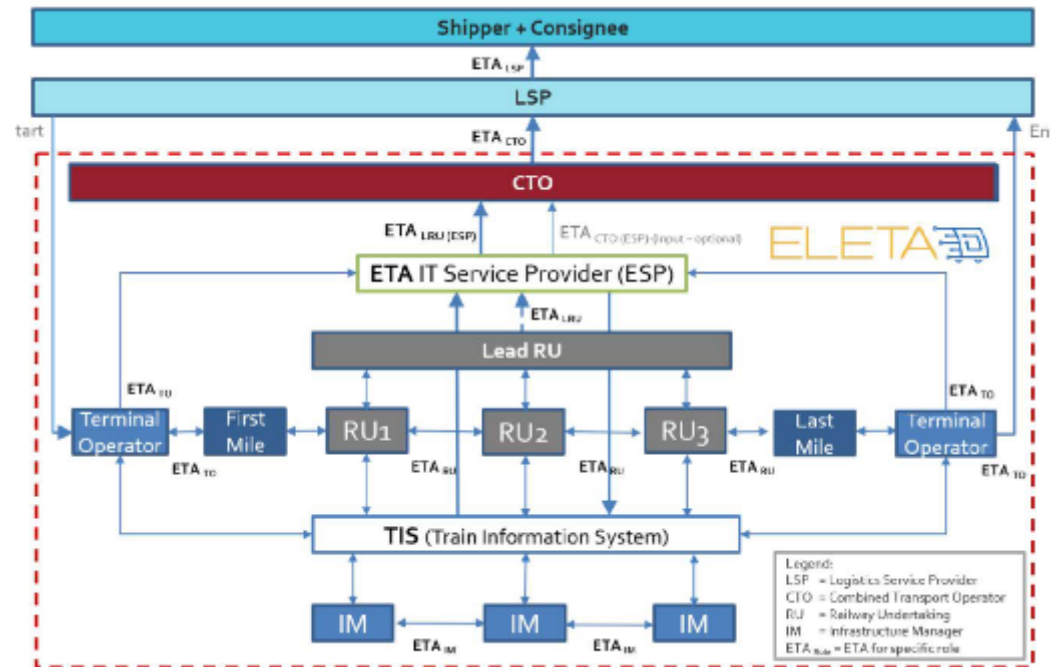 Shipper + Consignee
ETA LSP
LSP
tart
En
ETA CTO
CTO
ETA LRU (ESP)
ETA CTO (ESP)-(Input – optional)
ELETA
ETA IT Service Provider (ESP)
ETA LRU
Lead RU
ETA TO
ETA TO
Terminal
Operator
First
Mile
RU1
RU2
RU3
Last
Mile
Terminal
Operator
ETA TO
ETA RU
ETA RU
ETA RU
ETA TO
TIS (Train Information System)
IM
IM
IM
ETA IM
ETA IM
Legend:
LSP = Logistics Service Provider
CTO = Combined Transport Operator
RU = Railway Undertaking
IM = Infrastructure Manager
ETA Role = ETA for specific role